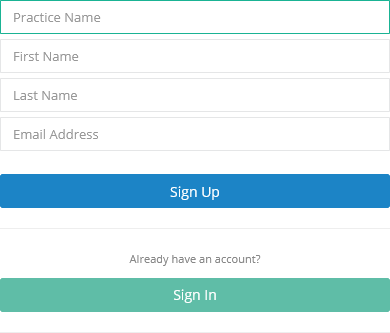 Practice Name
First Name
Last Name
Email Address
Sign Up
Already have an account?
Sign In